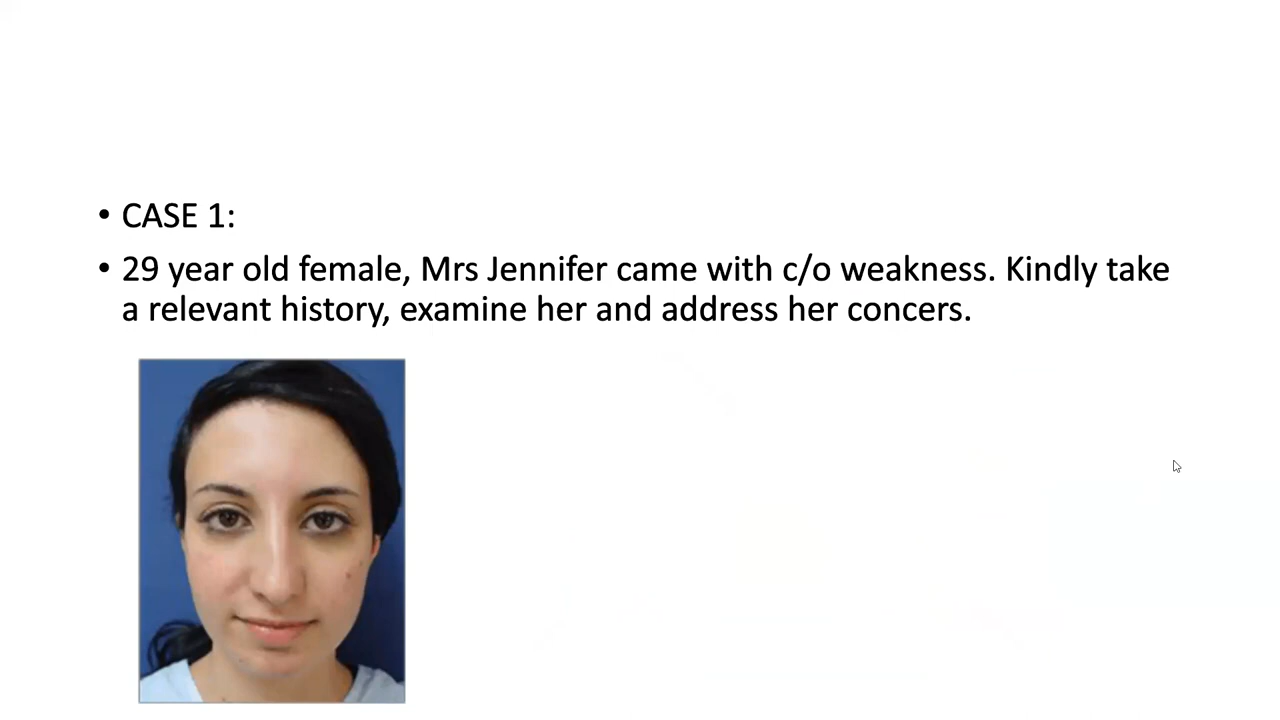 • CASE 1:
• 29 year old female, Mrs Jennifer came with c/o weakness. Kindly take
a relevant history, examine her and address her concers.